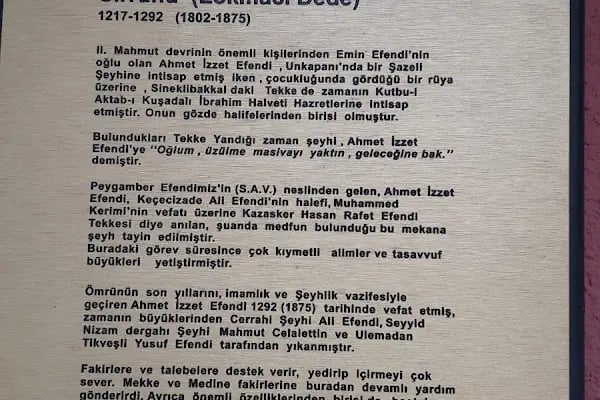 (Lokmacı Dede)
1217-1292 (1802-1875)
II. Mahmut devrinin önemli kişilerinden Emin Efendi'nin
oğlu olan Ahmet İzzet Efendi , Unkapanı'nda bir Şazeli
Şeyhine intisap etmiş iken , çocukluğunda gördüğü bir rüya
üzerine , Sineklibakkal daki Tekke de zamanın Kutbu-l
Aktab-ı Kuşadalı İbrahim Halveti Hazretlerine intisap
etmiştir. Onun gözde halifelerinden birisi olmuştur.
Bulundukları Tekke Yandığı zaman şeyhi , Ahmet İzzet
Efendi'ye "Oğlum , üzülme masivayı yaktın , geleceğine bak."
demiştir.
Peygamber Efendimiz'in (S.A.V.) neslinden gelen, Ahmet İzzet
Efendi, Keçecizade Ali Efendi'nin halefi, Muhammed
Kerimi'nin vefatı üzerine Kazasker Hasan Rafet Efendi
Tekkesi diye anılan, şuanda medfun bulunduğu bu mekana
şeyh tayin edilmiştir.
Buradaki görev süresince çok kıymetli alimler ve tasavvuf
büyükleri yetiştirmiştir.
Ömrünün son yıllarını, imamlık ve Şeyhlik vazifesiyle
geçiren Ahmet İzzet Efendi 1292 (1875) tarihinde vefat etmiş,
zamanın büyüklerinden Cerrahi Şeyhi Ali Efendi, Seyyid
Nizam dergahı Şeyhi Mahmut Celalettin ve Ulemadan
Tikveşli Yusuf Efendi tarafından yıkanmıştır.
Fakirlere ve talebelere destek verir, yedirip içirmeyi çok
sever. Mekke ve Medine fakirlerine buradan devamlı yardım
gönderirdi. Ayrıca önemli özelliklerinden birisi de